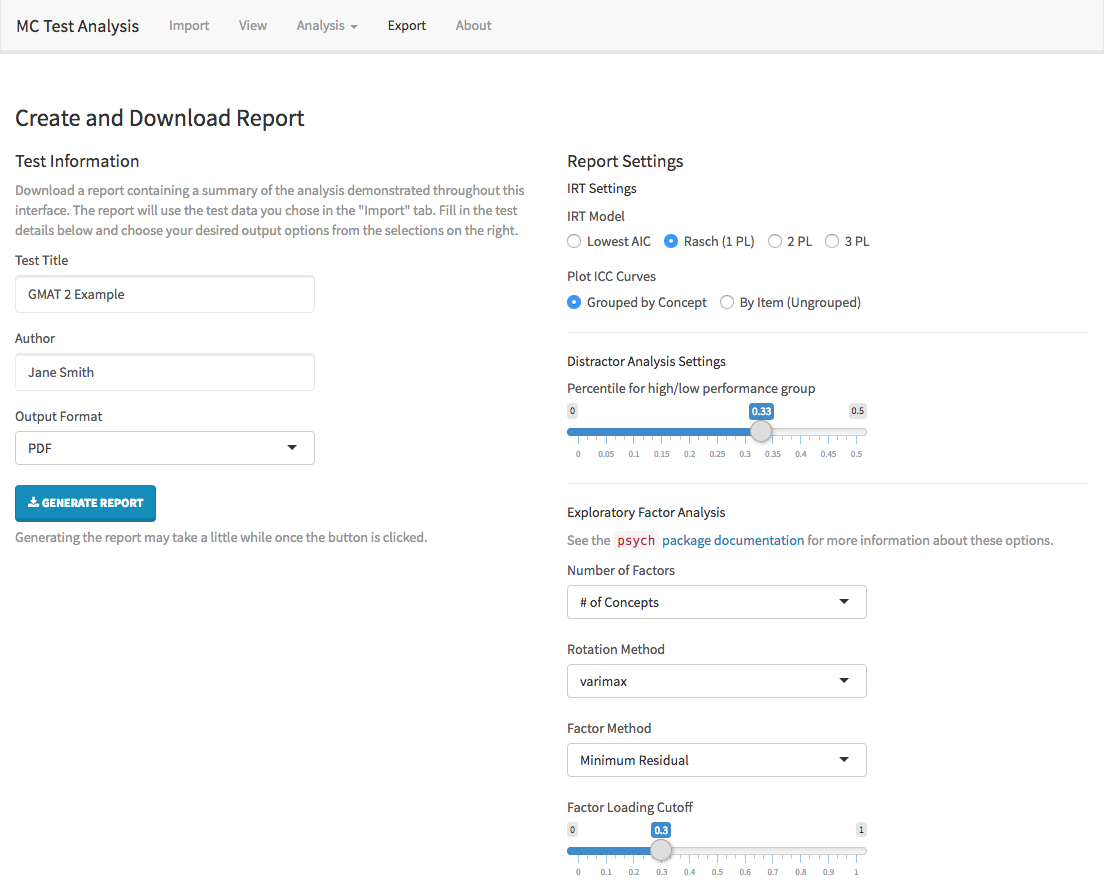 MC Test Analysis Import View Analysis Export About
Create and Download Report
Test Information
Download a report containing a summary of the analysis demonstrated throughout this
interface. The report will use the test data you chose in the "Import" tab. Fill in the test
details below and choose your desired output options from the selections on the right.
Test Title
GMAT 2 Example
Author
Jane Smith
Output Format
PDF
GENERATE REPORT
Generating the report may take a little while once the button is clicked.
Report Settings
IRT Settings
IRT Model
Lowest AIC Rasch (1 PL) 2 PL 3 PL
Plot ICC Curves
Grouped by Concept By Item (Ungrouped)
Distractor Analysis Settings
Percentile for high/low performance group
0 0.33 0.5
0 0.05 0.1 0.15 0.2 0.25 0.3 0.35 0.4 0.45 0.5
Exploratory Factor Analysis
See the psych package documentation for more information about these options.
Number of Factors
# of Concepts
Rotation Method
varimax
Factor Method
Minimum Residual
Factor Loading Cutoff
0 0.3 1
0 0.1 0.2 0.3 0.4 0.5 0.6 0.7 0.8 0.9 1